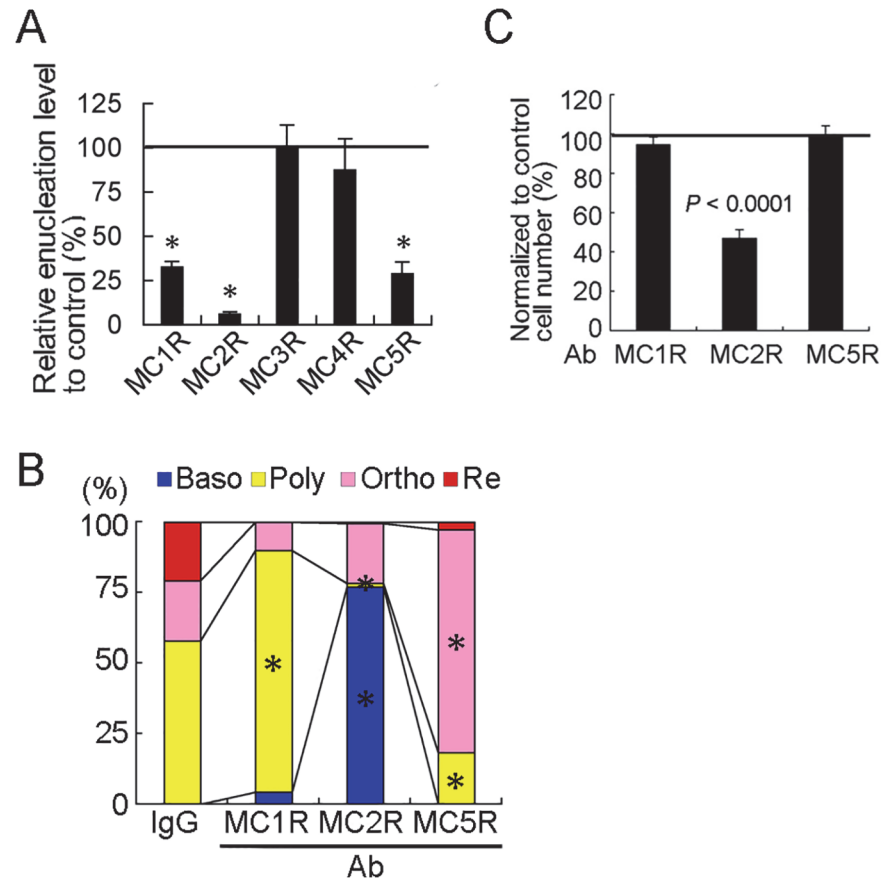 A
Relative enucleation level
to control (%)
125
100
75
50
25
0
*
*
*
MC1R
MC2R
MC3R
MC4R
MC5R
C
Normalized to control
cell number (%)
120
100
80
60
40
20
0
P < 0.0001
Ab MC1R MC2R MC5R
B
(%)
Baso Poly Ortho Re
100
75
50
25
0
*
*
*
*
*
IgG MC1R MC2R MC5R
Ab